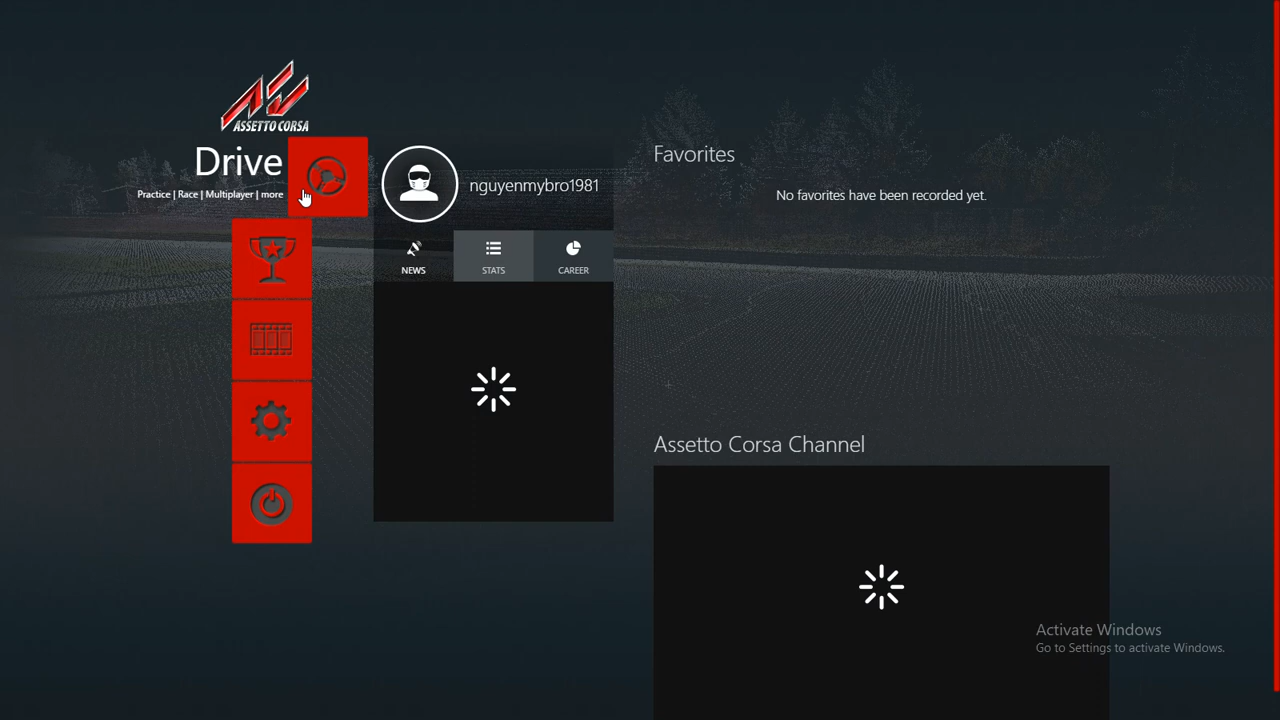 ASSETTO CORSA
Drive
Practice | Race | Multiplayer | more
nguyenmybro1981
NEWS
STATS
CAREER
Favorites
No favorites have been recorded yet.
Assetto Corsa Channel
Activate Windows
Go to Settings to activate Windows.